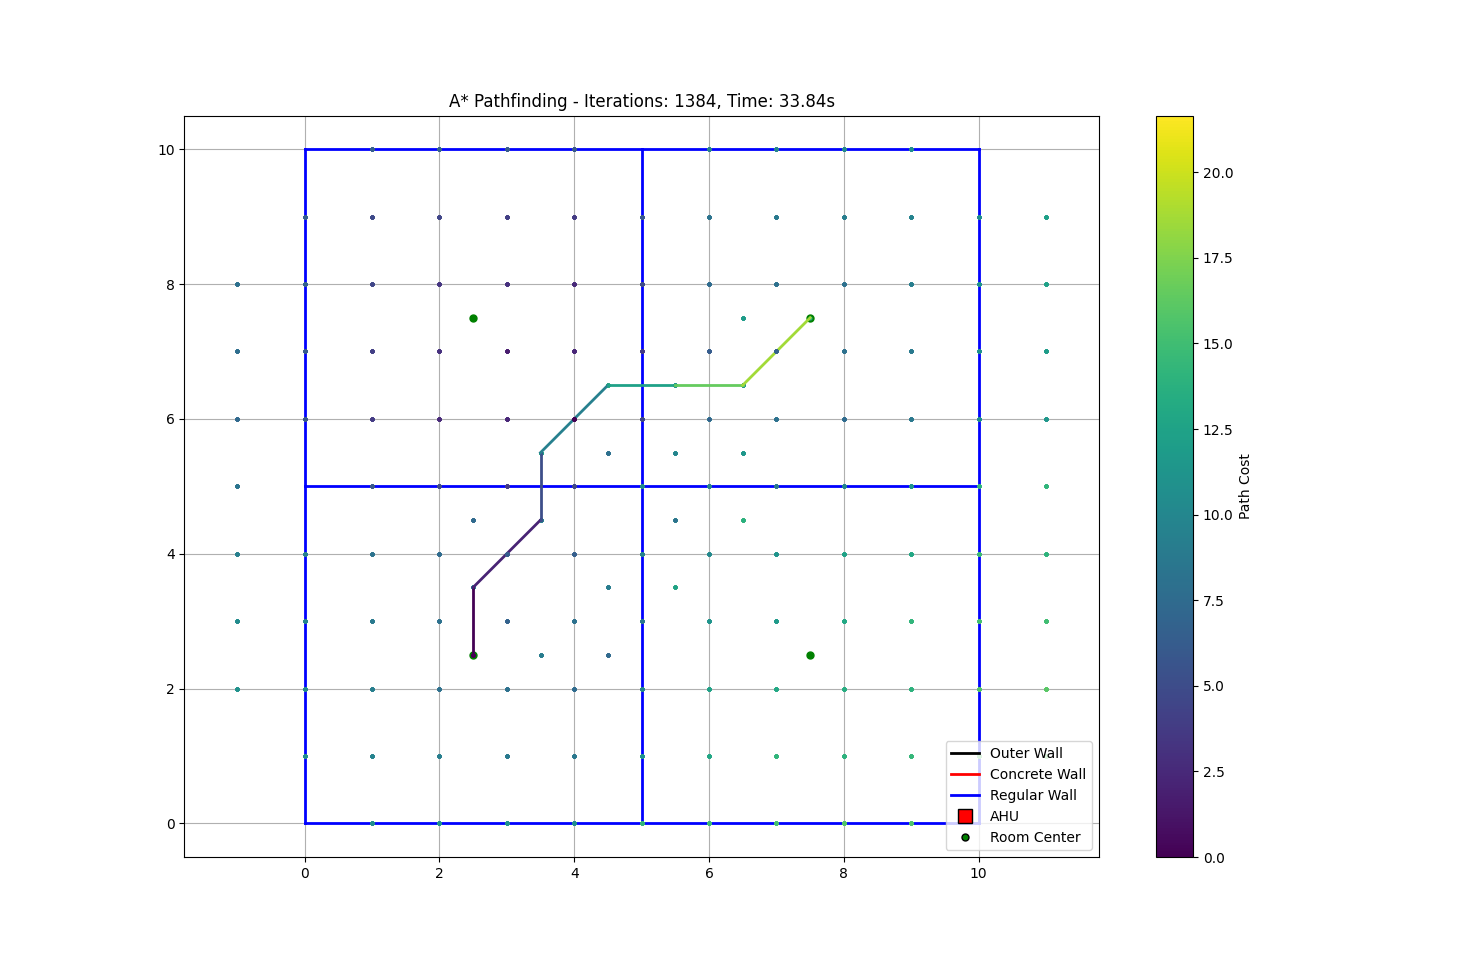 A* Pathfinding - Iterations: 1384, Time: 33.84s
10
8
6
4
2
0
0 2 4 6 8 10
Outer Wall
Concrete Wall
Regular Wall
AHU
Room Center
20.0
17.5
15.0
12.5
10.0
7.5
5.0
2.5
0.0
Path Cost